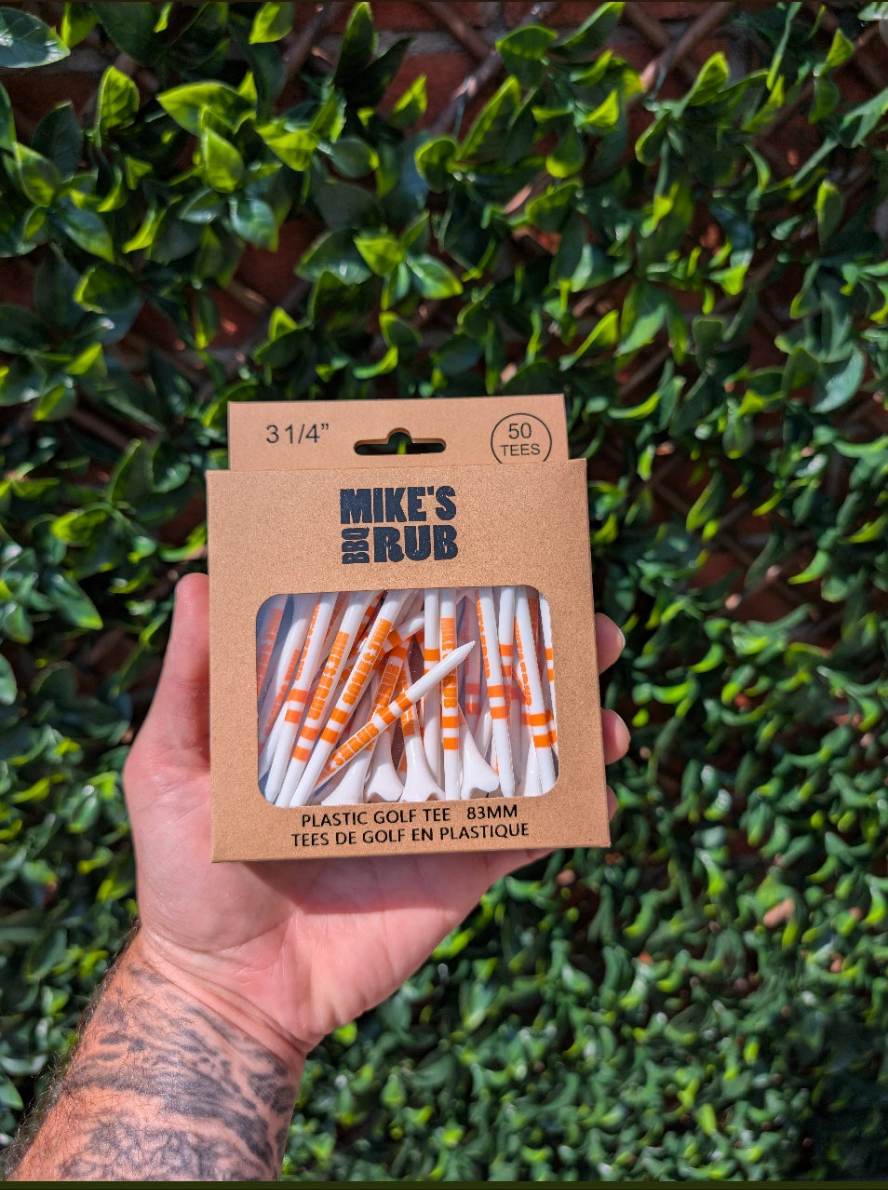 3 1/4”
50
TEES
MIKE'S
BBQ RUB
PLASTIC GOLF TEE 83MM
TEES DE GOLF EN PLASTIQUE